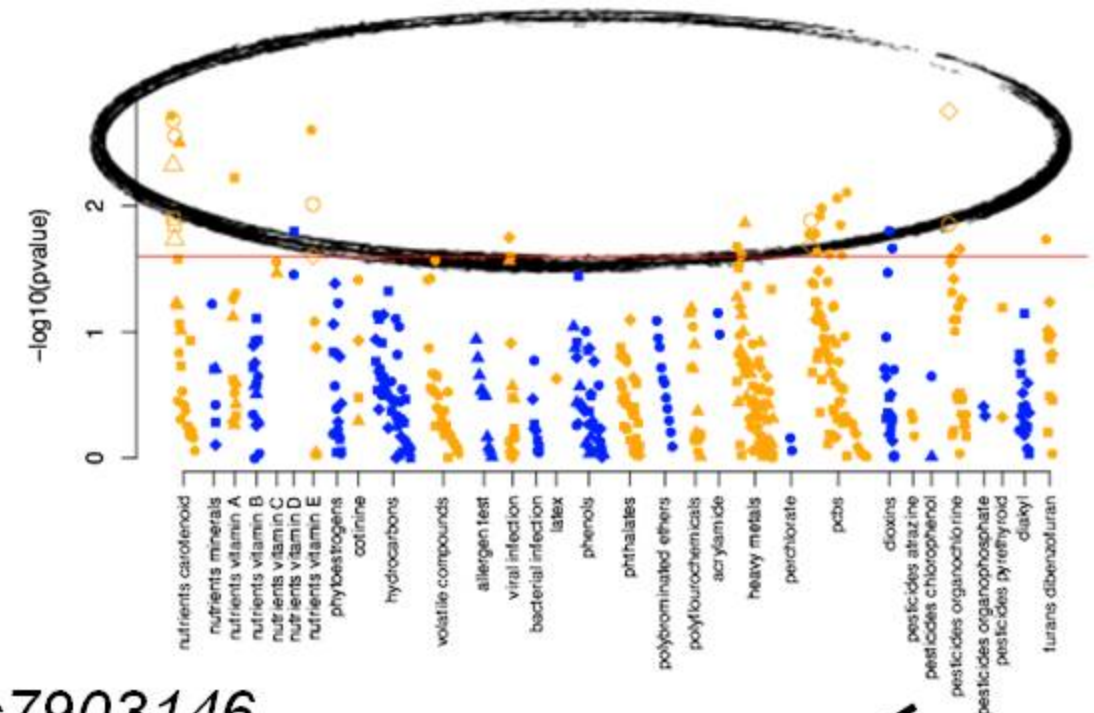 -log10(pvalue)
2
1
0
nutrients carotenoid
nutrients minerals
nutrients vitamin A
nutrients vitamin B
nutrients vitamin C
nutrients vitamin D
nutrients vitamin E
phytoestrogens
cotinine
hydrocarbons
volatile compounds
allergen test
viral infection
bacterial infection
latex
phenols
phthalates
polybrominated ethers
polyflourochemicals
acrylamide
heavy metals
perchlorate
pcbs
dioxins
pesticides atrazine
pesticides chlorophenol
pesticides organochlorine
pesticides organophosphate
pesticides pyrethyroid
diakyl
furans dibenzofuran
7903146